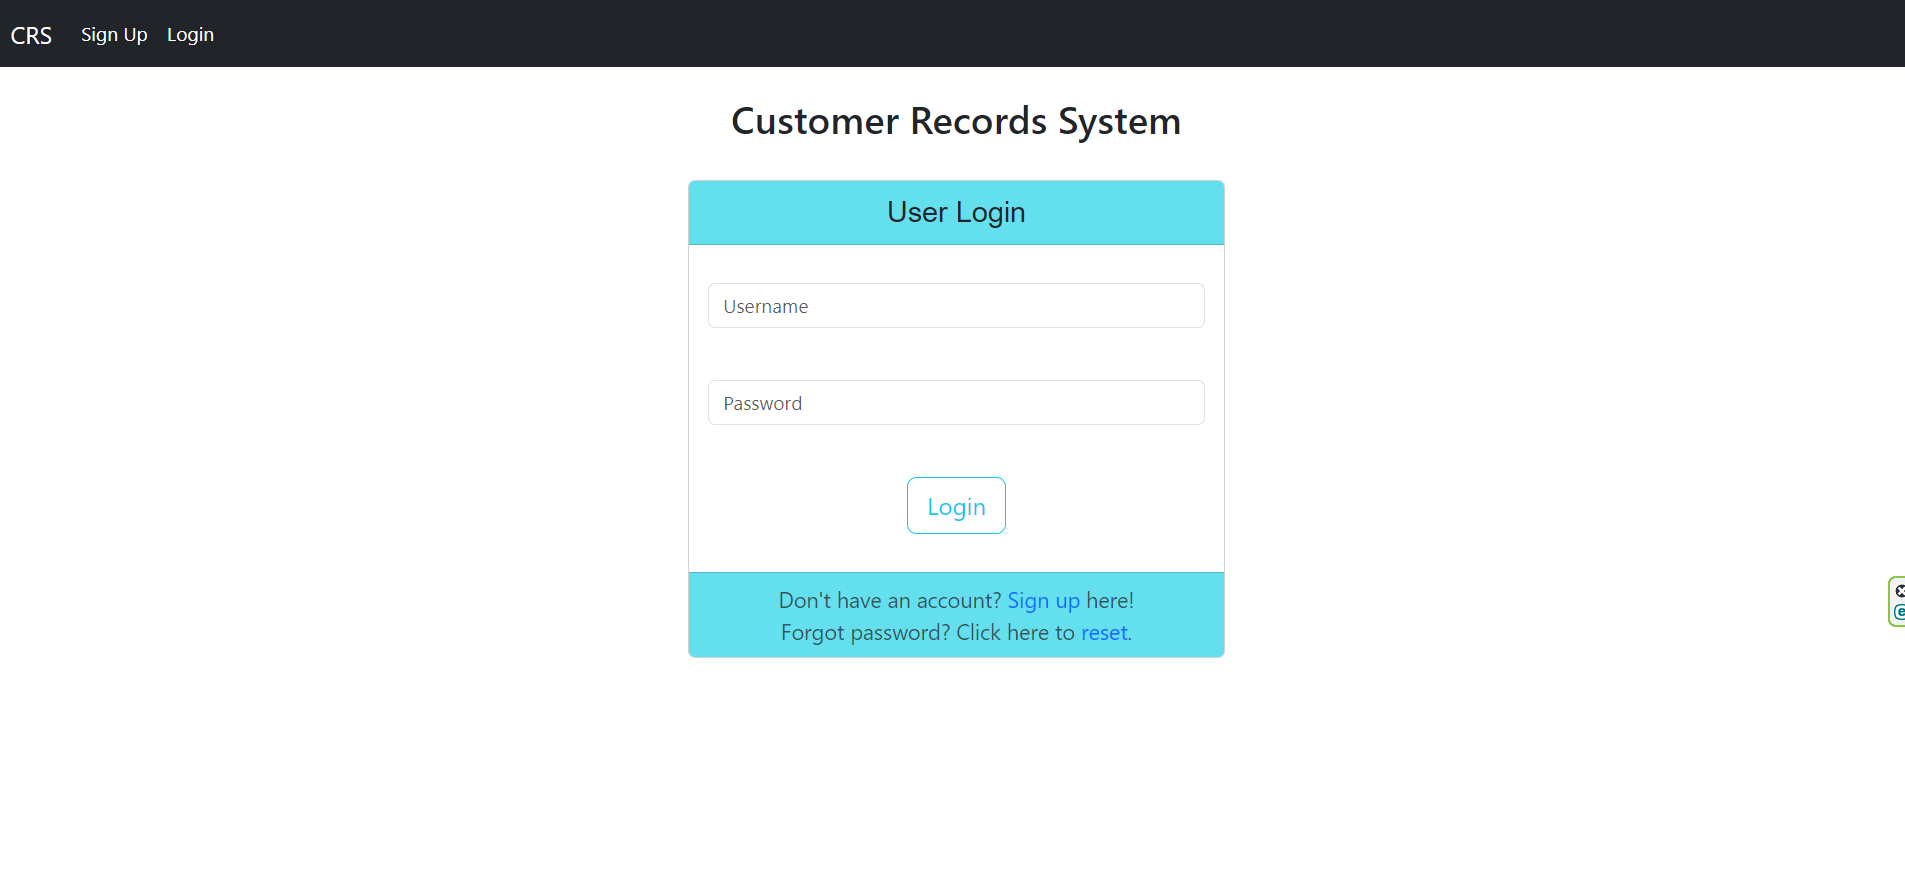 CRS Sign Up Login
Customer Records System
User Login
Username
Password
Login
Don't have an account? Sign up here!
Forgot password? Click here to reset.